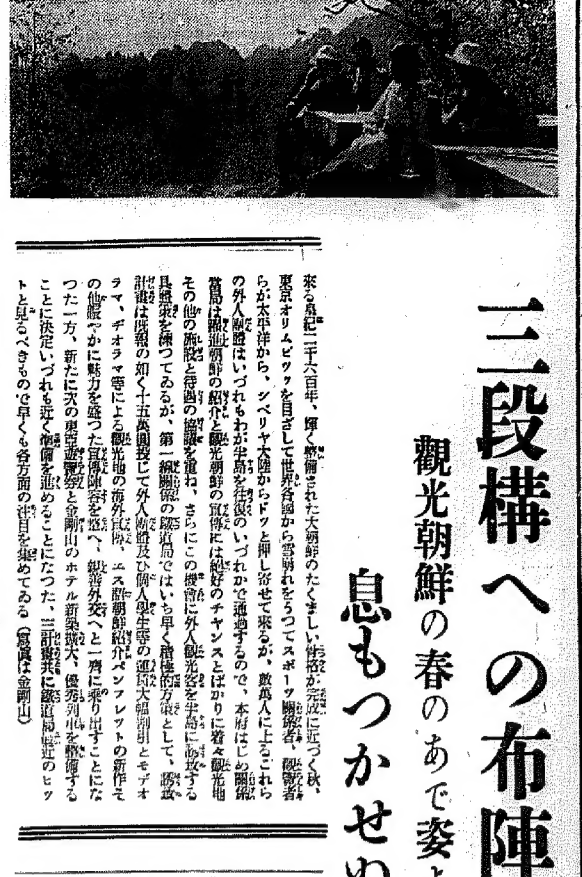 三段構への布陣
觀光朝鮮の春のあで姿
息もつかせぬ
來る皇紀二千六百年、輝く整備された大朝鮮のたくましい骨格が完成に近づく秋、
東京オリムピックを目ざして世界各國から雪崩れをうつてスポーツ關係者、觀覽者
らが太平洋から、シベリヤ大陸からドッと押し寄せて來るが、數萬人に上るこれら
の外人團體はいづれもわが半島を往復のいづれかで通過するので、本府はじめ關係
當局は躍進朝鮮の紹介と觀光朝鮮の宣傳には絶好のチャンスとばかりに着々觀光地
その他の施設と待遇の協議を重ね、さらにこの機會に外人觀光客を半島に誘致する
具體策を練つてゐるが、第一線關係の鐵道局ではいち早く積極的方策として、誘致
計畫は既報の如く十五萬圓投じて外人團體及び個人學生等の運賃大幅割引とモデオ
ラマ、ヂオラマ等による觀光地の海外宣傳、エス語朝鮮紹介パンフレットの新作そ
の他賑やかに魅力を盛つた宣傳陣容を整へ、親善外交へと一齊に乘り出すことにな
つた一方、新たに次の東亞遊覽券と金剛山のホテル新築擴大、優秀列車を整備する
ことに決定いづれも近く準備を進めることになつた、三計畫共に鐵道局最近のヒッ
トと見るべきもので早くも各方面の注目を集めてゐる（寫眞は金剛山）